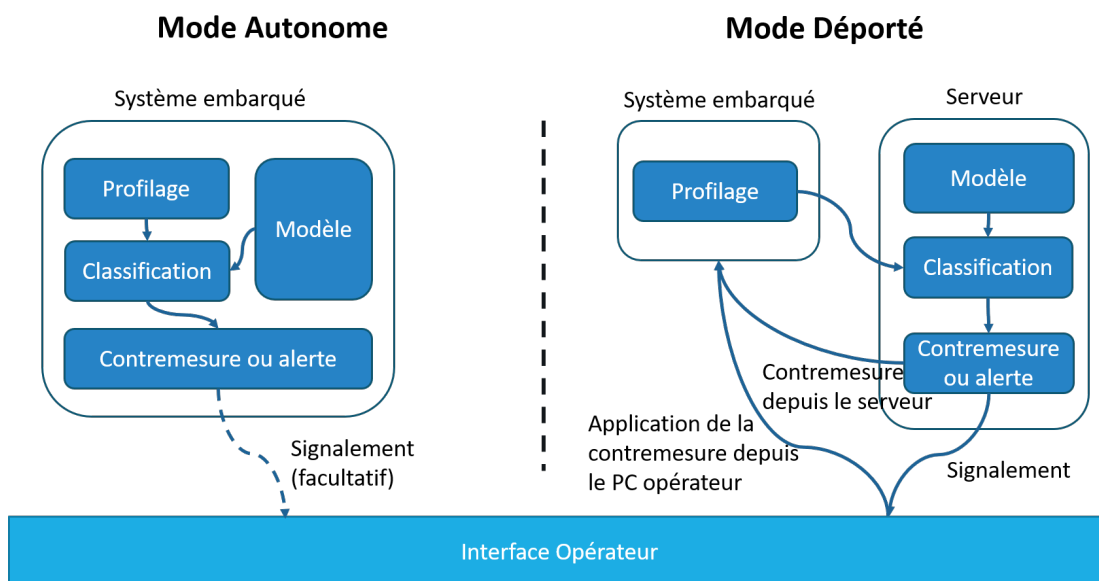 Mode Autonome
Système embarqué
Profilage
Modèle
Classification
Contremesure ou alerte
Signalement
(facultatif)
Mode Déporté
Système embarqué
Serveur
Profilage
Modèle
Classification
Contremesure
ou alerte
Contremesure
depuis le serveur
Application de la
contremesure depuis
le PC opérateur
Signalement
Interface Opérateur